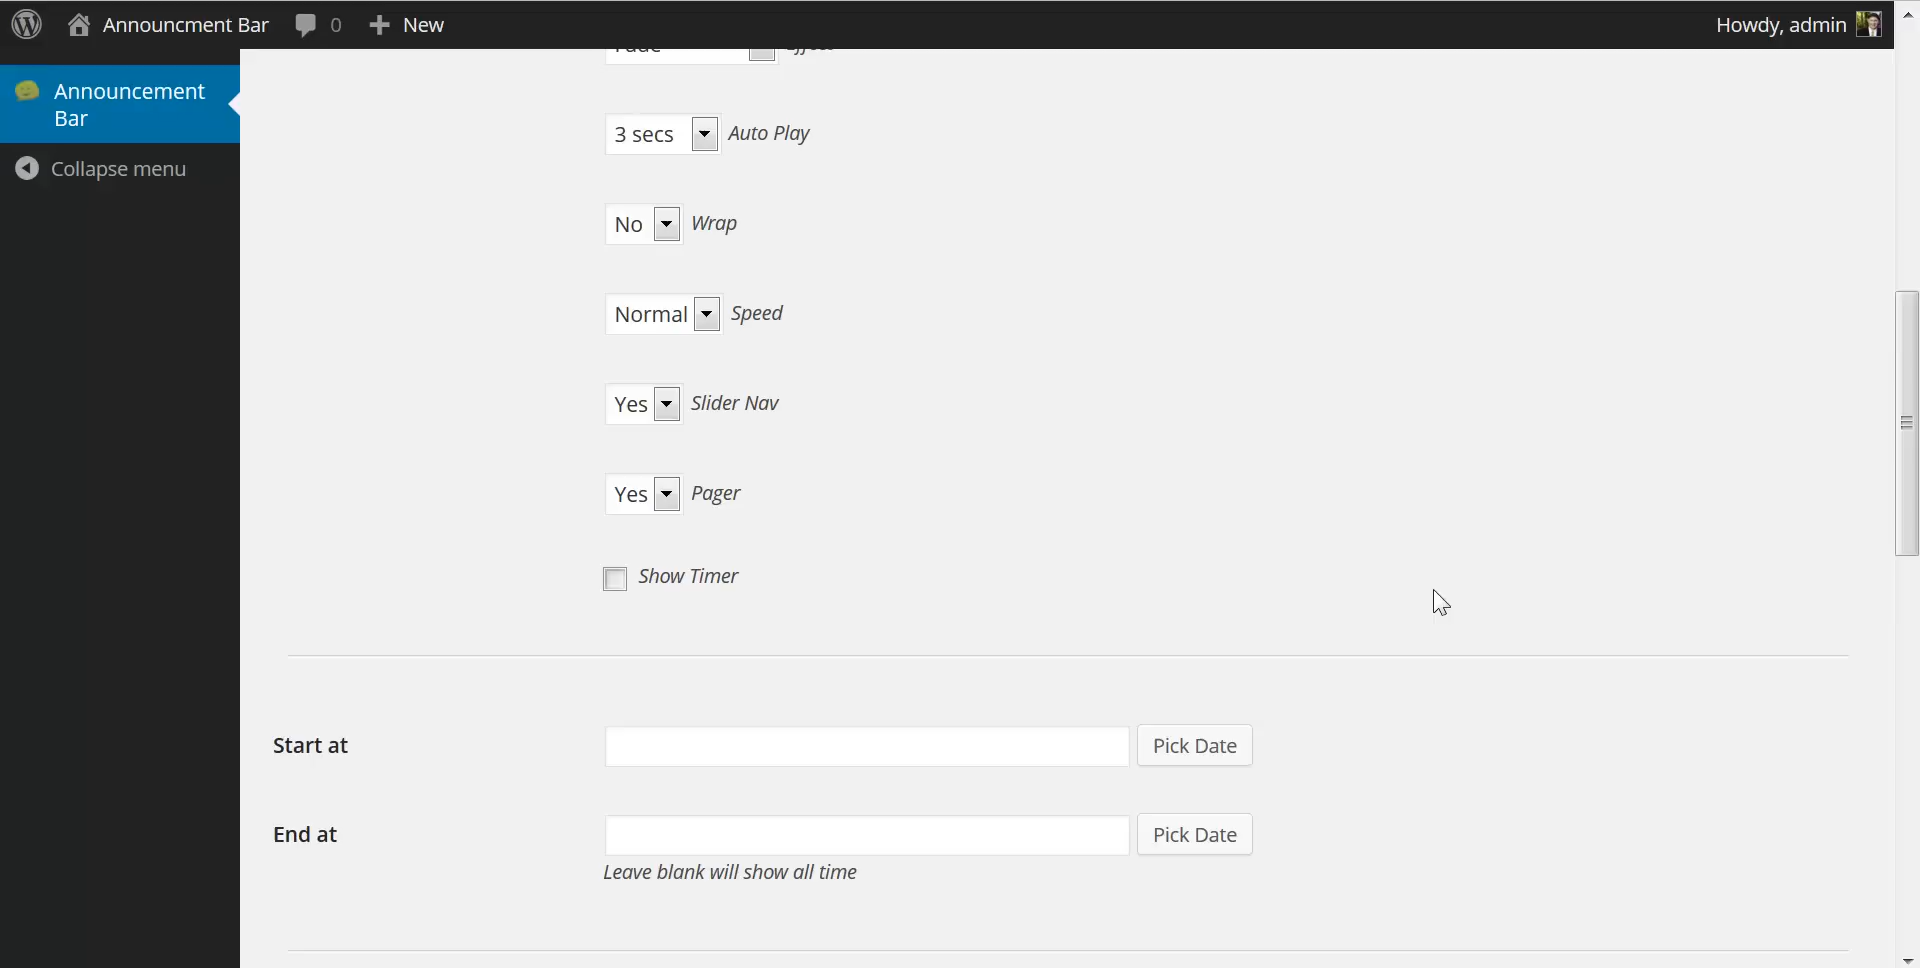 Announcment Bar
0
New
Howdy, admin
Announcement
Bar
Collapse menu
3 secs Auto Play
No Wrap
Normal Speed
Yes Slider Nav
Yes Pager
Show Timer
Start at
Pick Date
End at
Pick Date
Leave blank will show all time